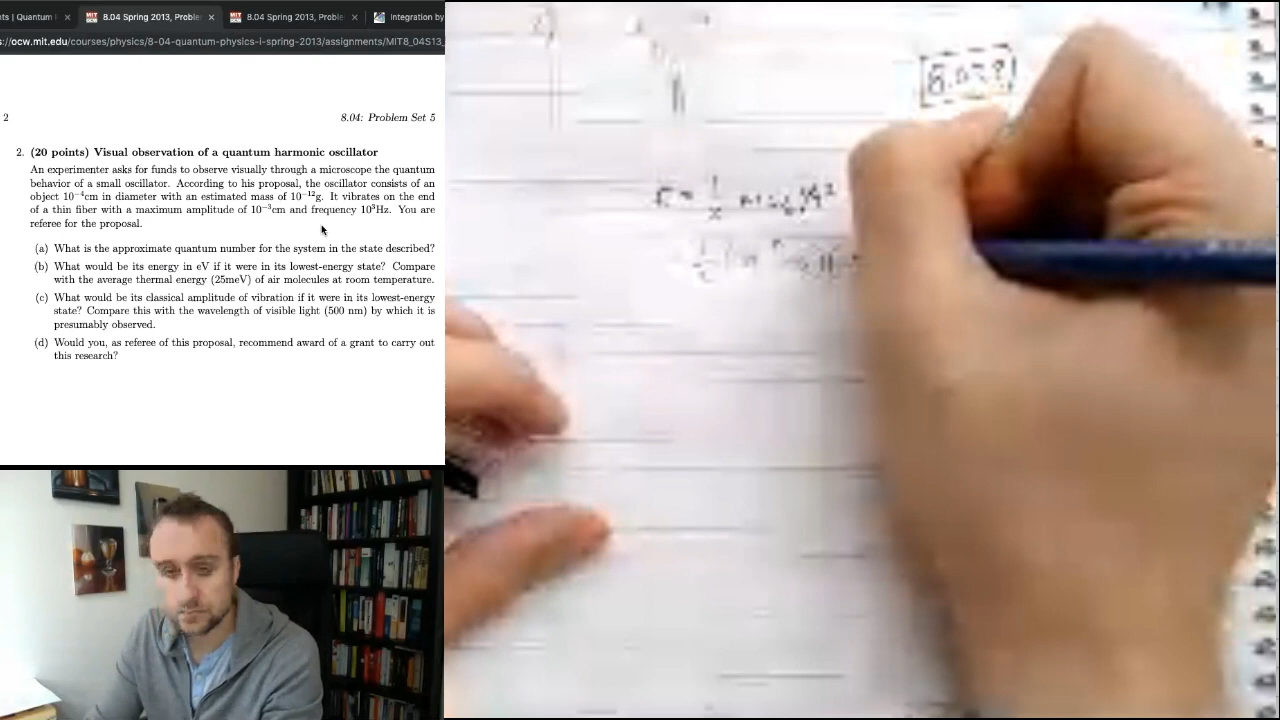 ts | Quantum
8.04 Spring 2013, Proble
8.04 Spring 2013, Proble
Integration by
://ocw.mit.edu/courses/physics/8-04-quantum-physics-i-spring-2013/assignments/MIT8_04S13_
2
8.04: Problem Set 5
2. (20 points) Visual observation of a quantum harmonic oscillator
An experimenter asks for funds to observe visually through a microscope the quantum
behavior of a small oscillator. According to his proposal, the oscillator consists of an
object 10⁻⁴cm in diameter with an estimated mass of 10⁻¹²g. It vibrates on the end
of a thin fiber with a maximum amplitude of 10⁻³cm and frequency 10³Hz. You are
referee for the proposal.
(a) What is the approximate quantum number for the system in the state described?
(b) What would be its energy in eV if it were in its lowest-energy state? Compare
with the average thermal energy (25meV) of air molecules at room temperature.
(c) What would be its classical amplitude of vibration if it were in its lowest-energy
state? Compare this with the wavelength of visible light (500 nm) by which it is
presumably observed.
(d) Would you, as referee of this proposal, recommend award of a grant to carry out
this research?